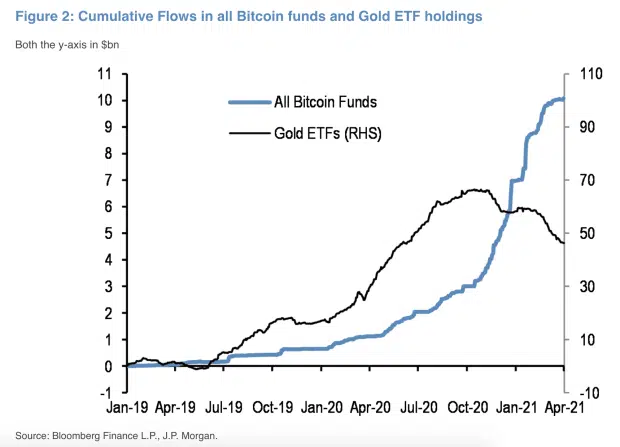 Figure 2: Cumulative Flows in all Bitcoin funds and Gold ETF holdings
Both the y-axis in $bn
11 110
10 90
9
8 70
7
6 50
5
4 30
3
2 10
1
0
-1 -10
All Bitcoin Funds
Gold ETFs (RHS)
Jan-19 Apr-19 Jul-19 Oct-19 Jan-20 Apr-20 Jul-20 Oct-20 Jan-21 Apr-21
Source: Bloomberg Finance L.P., J.P. Morgan.